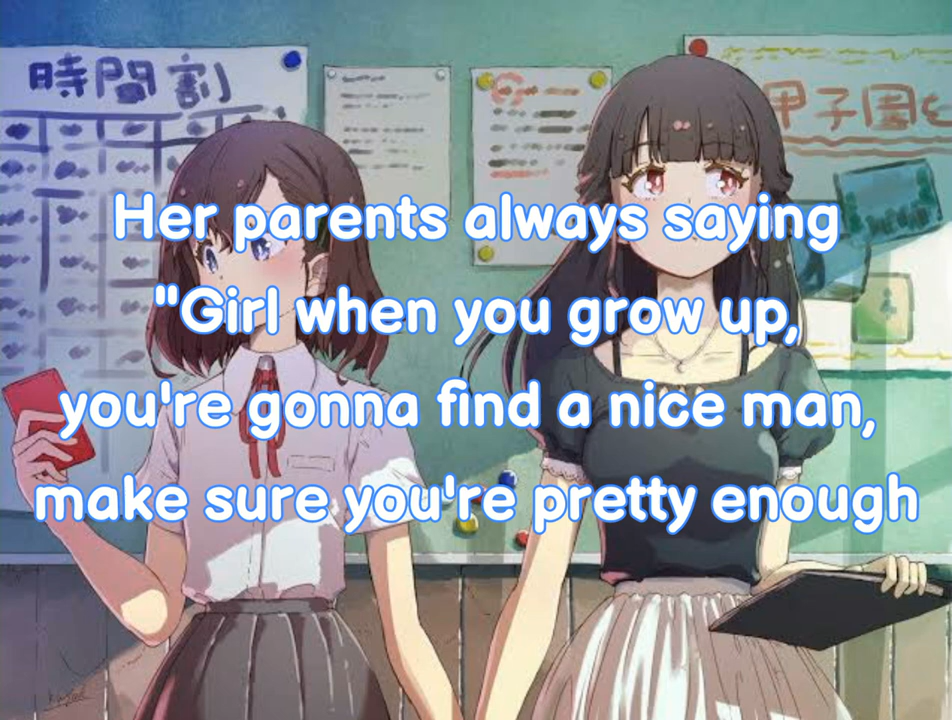 時間割
甲子園
Her parents always saying
"Girl when you grow up,
you're gonna find a nice man,
make sure you're pretty enough